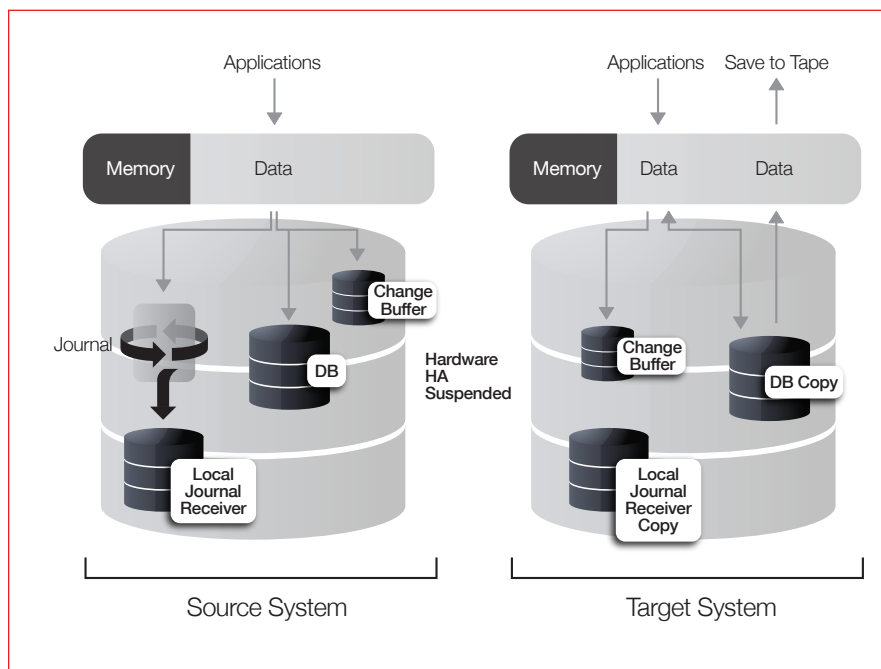 Applications
Memory
Data
Journal
Change
Buffer
DB
Local
Journal
Receiver
Source System
Hardware
HA
Suspended
Applications
Save to Tape
Memory
Data
Data
Change
Buffer
DB Copy
Local
Journal
Receiver
Copy
Target System